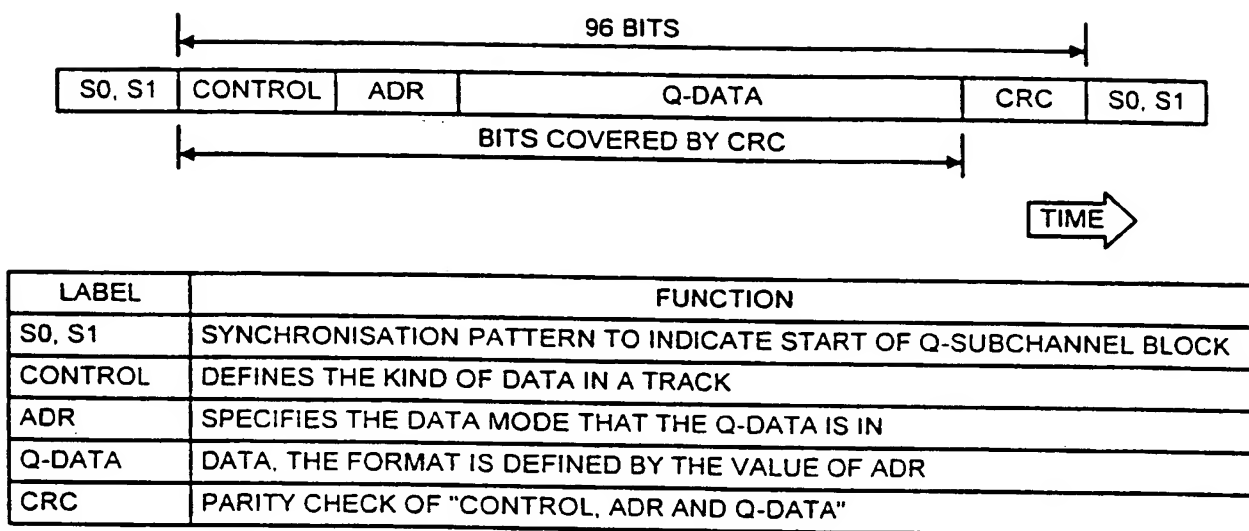 96 BITS
S0, S1 CONTROL ADR Q-DATA CRC S0, S1
BITS COVERED BY CRC
TIME
LABEL FUNCTION
S0, S1 SYNCHRONISATION PATTERN TO INDICATE START OF Q-SUBCHANNEL BLOCK
CONTROL DEFINES THE KIND OF DATA IN A TRACK
ADR SPECIFIES THE DATA MODE THAT THE Q-DATA IS IN
Q-DATA DATA, THE FORMAT IS DEFINED BY THE VALUE OF ADR
CRC PARITY CHECK OF "CONTROL, ADR AND Q-DATA"